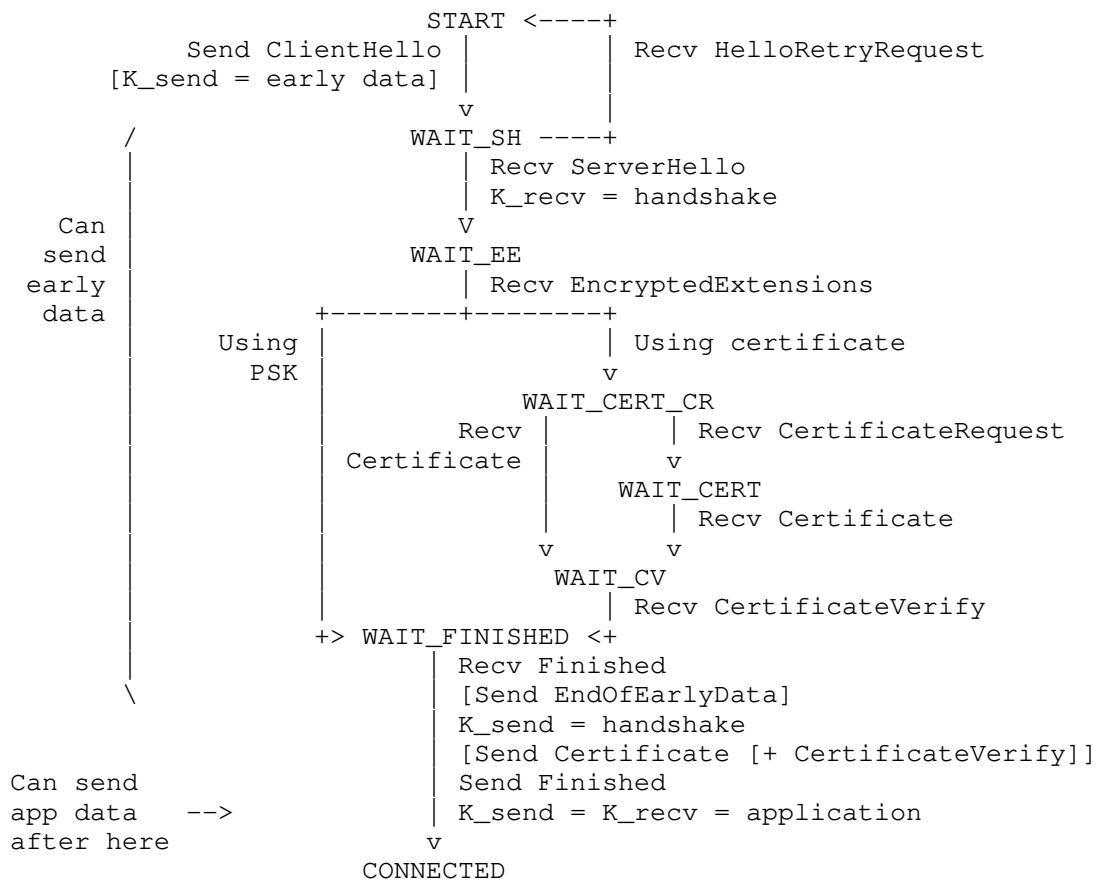 START <----+
Send ClientHello | | Recv HelloRetryRequest
[K_send = early data] | |
v |
/ WAIT_SH ----+
| | Recv ServerHello
| | K_recv = handshake
Can | V
send | WAIT_EE
early | | Recv EncryptedExtensions
data | +--------+--------+
| Using | | Using certificate
| PSK | v
| | WAIT_CERT_CR
| | Recv | | Recv CertificateRequest
| | Certificate | v
| | | WAIT_CERT
| | | | Recv Certificate
| | v v
| | WAIT_CV
| | | Recv CertificateVerify
| +> WAIT_FINISHED <+
| | Recv Finished
\ | [Send EndOfEarlyData]
| K_send = handshake
| [Send Certificate [+ CertificateVerify]]
Can send | Send Finished
app data --> | K_send = K_recv = application
after here v
CONNECTED